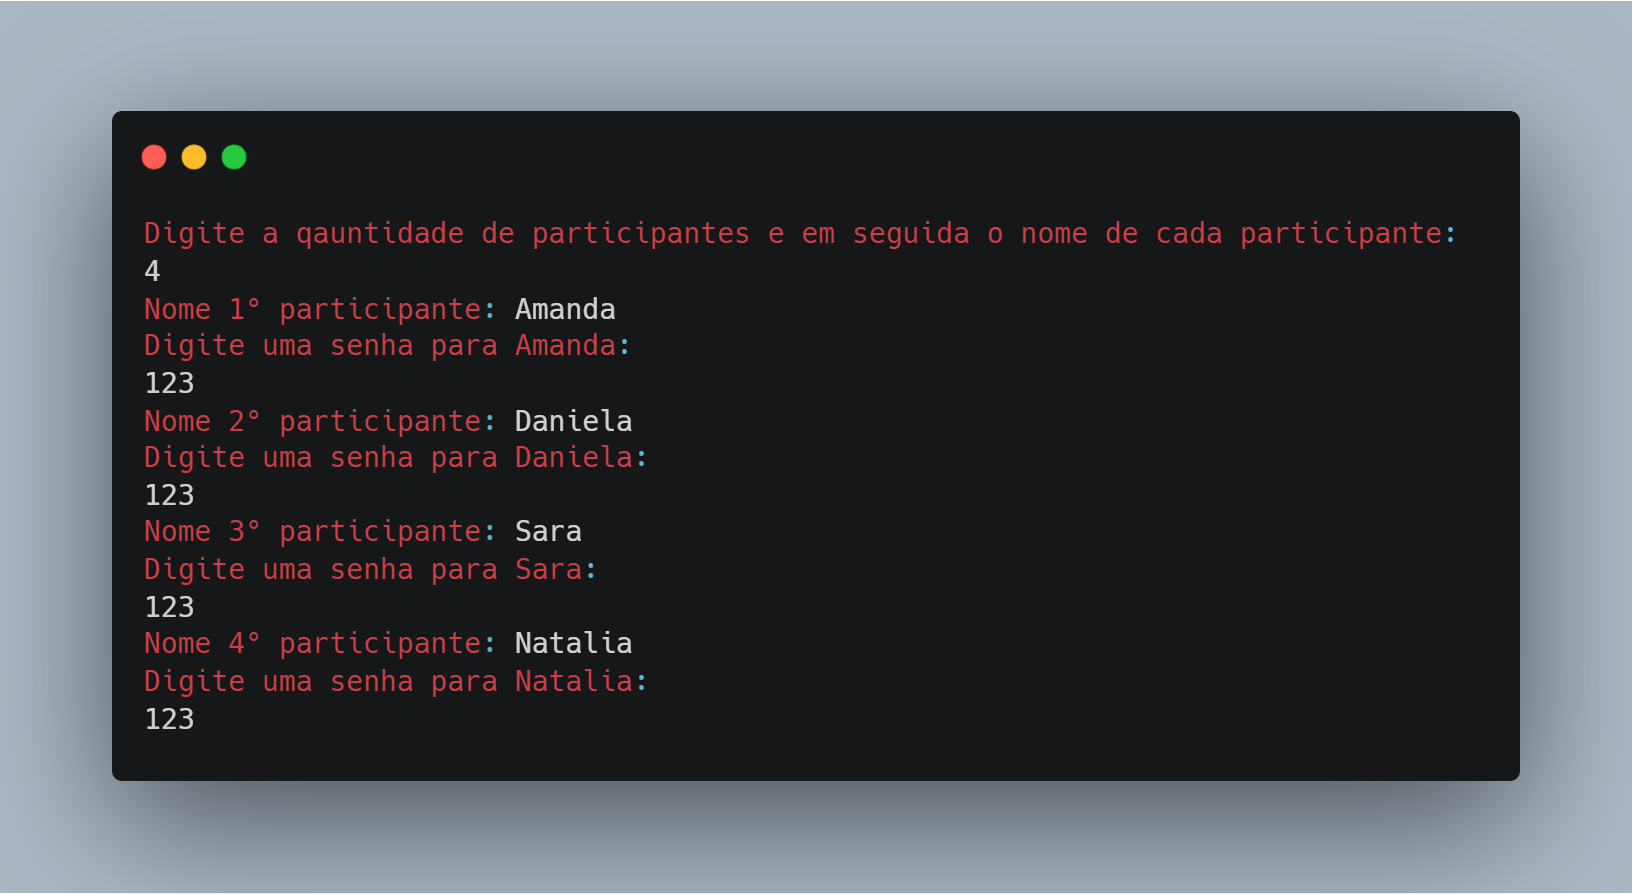 Digite a qauntidade de participantes e em seguida o nome de cada participante:
4
Nome 1° participante: Amanda
Digite uma senha para Amanda:
123
Nome 2° participante: Daniela
Digite uma senha para Daniela:
123
Nome 3° participante: Sara
Digite uma senha para Sara:
123
Nome 4° participante: Natalia
Digite uma senha para Natalia:
123